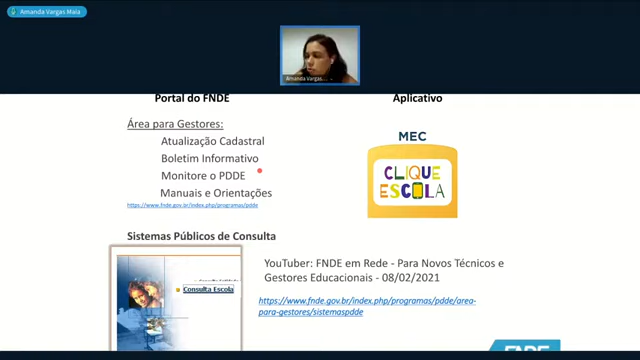 Amanda Vargas Maia
Amanda Vargas...
Portal do FNDE
Aplicativo
Área para Gestores:
Atualização Cadastral
Boletim Informativo
Monitore o PDDE
Manuais e Orientações
https://www.fnde.gov.br/index.php/programas/pdde
MEC
CLIQUE
ESCOLA
Sistemas Públicos de Consulta
Consulta Escola
YouTuber: FNDE em Rede - Para Novos Técnicos e
Gestores Educacionais - 08/02/2021
https://www.fnde.gov.br/index.php/programas/pdde/area-
para-gestores/sistemaspdde
FNDE